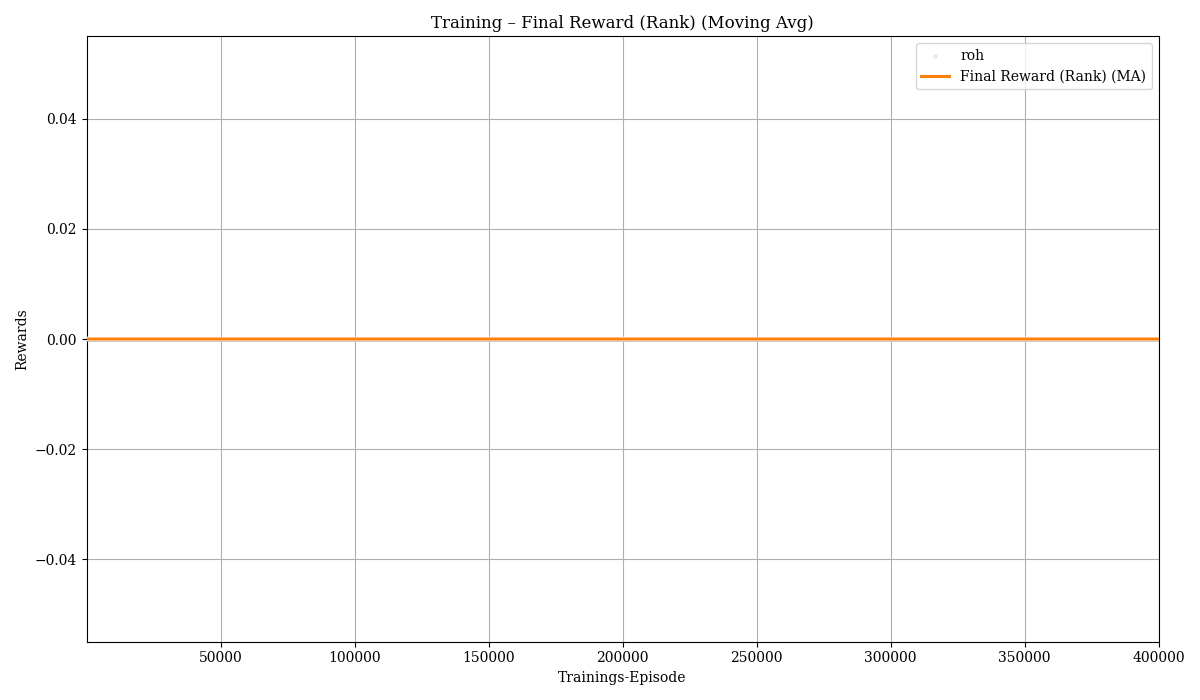 Training – Final Reward (Rank) (Moving Avg)
roh
Final Reward (Rank) (MA)
0.04
0.02
0.00
−0.02
−0.04
Rewards
50000 100000 150000 200000 250000 300000 350000 400000
Trainings-Episode